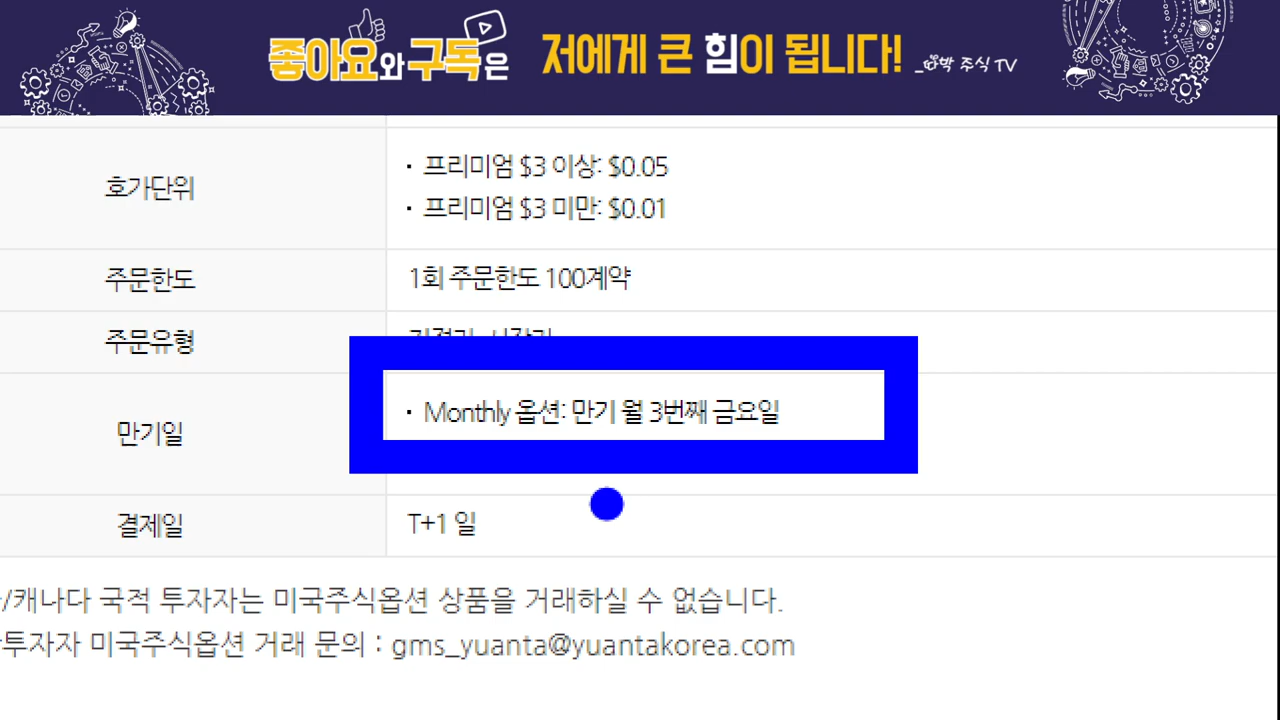 좋아요와 구독은 저에게 큰 힘이 됩니다!
주식 TV
호가단위
· 프리미엄 $3 이상: $0.05
· 프리미엄 $3 미만: $0.01
주문한도
1회 주문한도 100계약
주문유형
만기일
· Monthly 옵션: 만기 월 3번째 금요일
결제일
T+1 일
/캐나다 국적 투자자는 미국주식옵션 상품을 거래하실 수 없습니다.
투자자 미국주식옵션 거래 문의 : gms_yuanta@yuantakorea.com